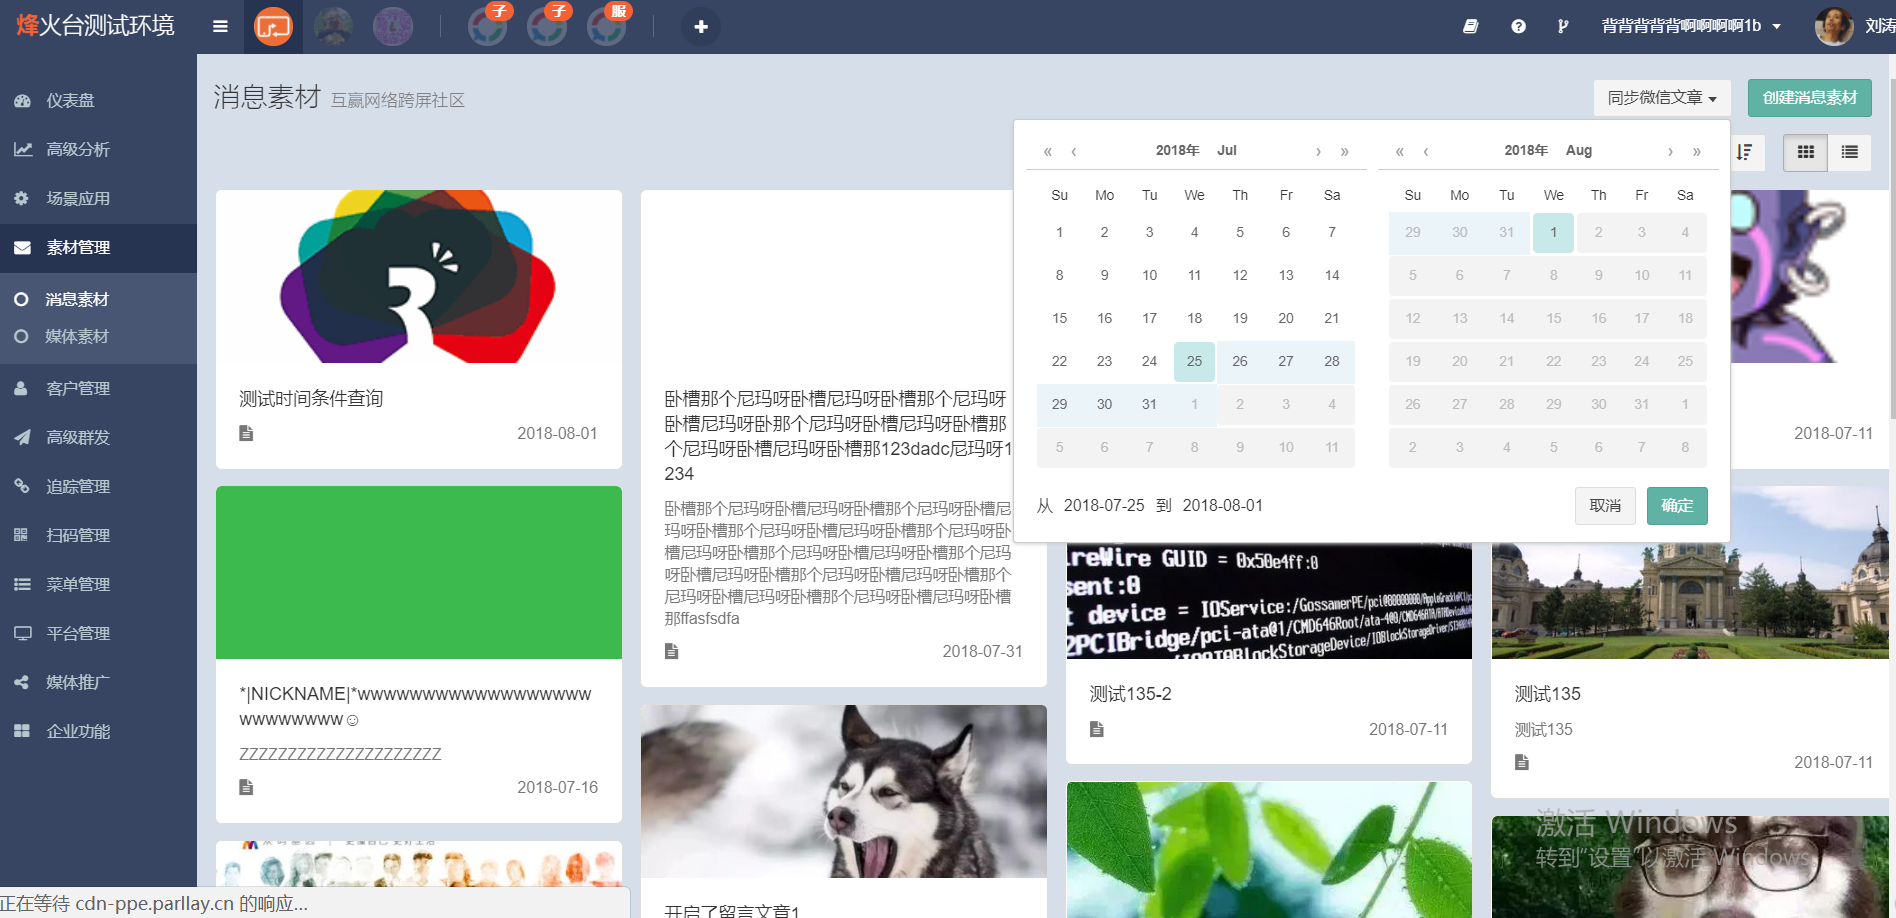 烽火台测试环境
子
子
服
背背背背背啊啊啊啊1b
刘涛
仪表盘
高级分析
场景应用
素材管理
消息素材
媒体素材
客户管理
高级群发
追踪管理
扫码管理
菜单管理
平台管理
媒体推广
企业功能
消息素材 互赢网络跨屏社区
同步微信文章
创建消息素材
« ‹ 2018年 Jul › »
Su Mo Tu We Th Fr Sa
1 2 3 4 5 6 7
8 9 10 11 12 13 14
15 16 17 18 19 20 21
22 23 24 25 26 27 28
29 30 31 1 2 3 4
5 6 7 8 9 10 11
« ‹ 2018年 Aug › »
Su Mo Tu We Th Fr Sa
29 30 31 1 2 3 4
5 6 7 8 9 10 11
12 13 14 15 16 17 18
19 20 21 22 23 24 25
26 27 28 29 30 31 1
2 3 4 5 6 7 8
从 2018-07-25 到 2018-08-01
取消
确定
3
测试时间条件查询
2018-08-01
*|NICKNAME|*wwwwwwwwwwwwwwwwww
wwwwwwww☺
ZZZZZZZZZZZZZZZZZZZZZ
2018-07-16
卧槽那个尼玛呀卧槽尼玛呀卧槽那个尼玛呀
卧槽尼玛呀卧那个尼玛呀卧槽尼玛呀卧槽那
个尼玛呀卧槽尼玛呀卧槽那123dadc尼玛呀1
234
卧槽那个尼玛呀卧槽尼玛呀卧槽那个尼玛呀卧槽尼
玛呀卧槽那个尼玛呀卧槽尼玛呀卧槽那个尼玛呀卧
槽尼玛呀卧槽那个尼玛呀卧槽尼玛呀卧槽那个尼玛
呀卧槽尼玛呀卧槽那个尼玛呀卧槽尼玛呀卧槽那个
尼玛呀卧槽尼玛呀卧槽那个尼玛呀卧槽尼玛呀卧槽
那ffasfsdfa
2018-07-31
开启了留言文章1
ireWire GUID = 0x50e4ff:0
sent:0
t device = IOService:/GossamerPE/pci@80000000/AppleGracklePCI/pc
2PCIBridge/pci-ata@1/CMD646Root/ata-400/CMD646ATA/ATADeviceNub
测试135-2
2018-07-11
2018-07-11
测试135
测试135
2018-07-11
激活 Windows
转到"设置"以激活 Windows
正在等待 cdn-ppe.parllay.cn 的响应...